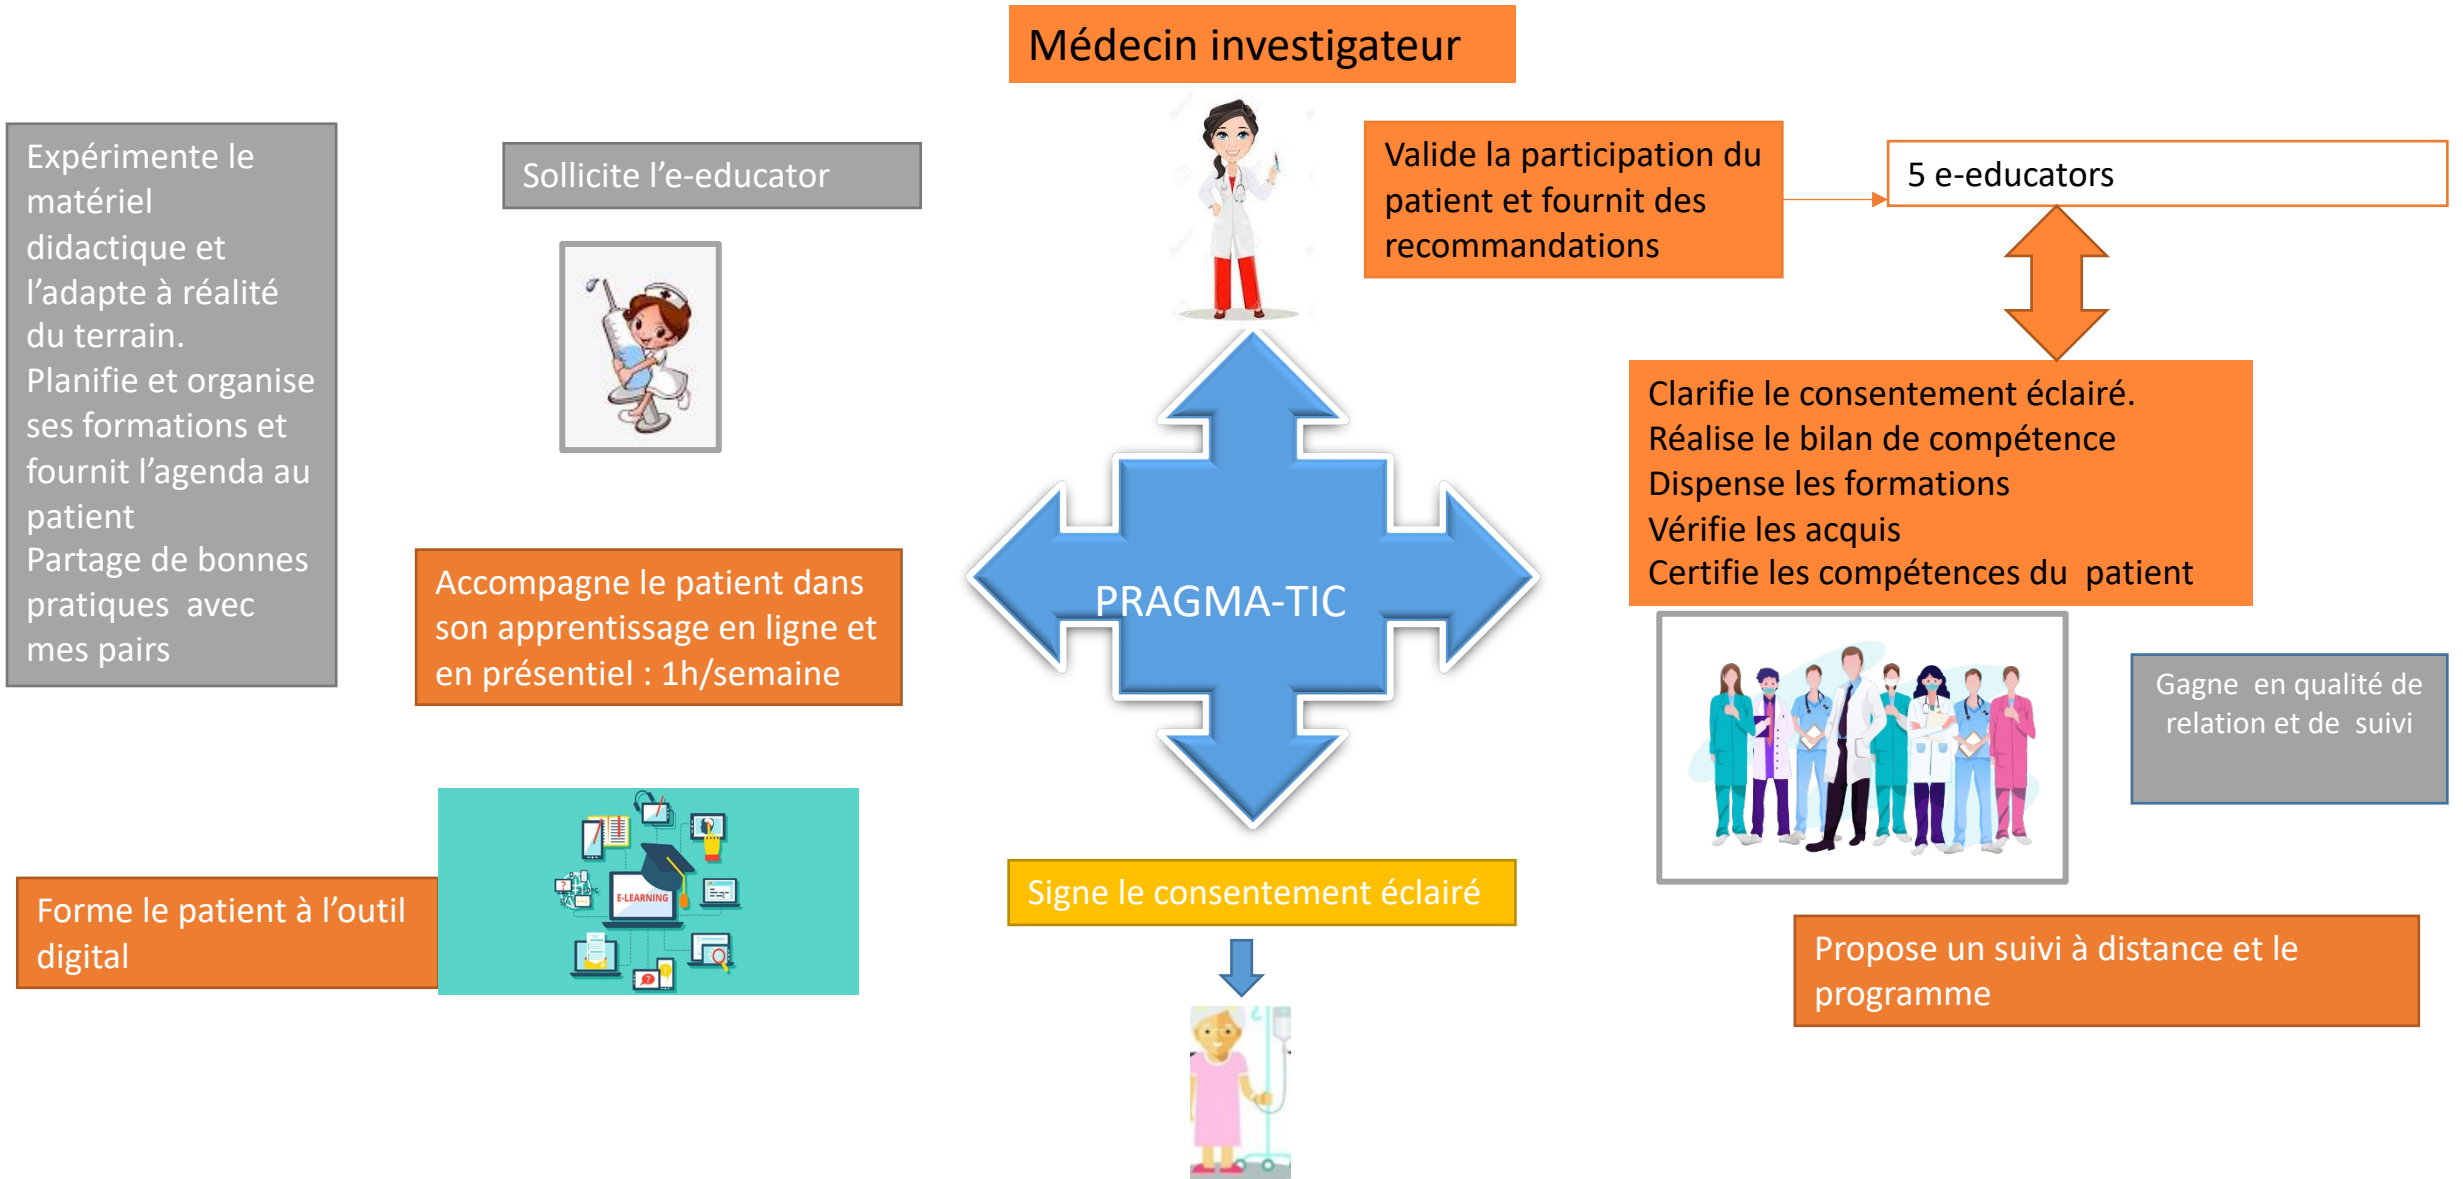 Médecin investigateur
Expérimente le
matériel
didactique et
l’adapte à réalité
du terrain.
Planifie et organise
ses formations et
fournit l’agenda au
patient
Partage de bonnes
pratiques avec
mes pairs
Sollicite l’e-educator
Valide la participation du
patient et fournit des
recommandations
5 e-educators
Clarifie le consentement éclairé.
Réalise le bilan de compétence
Dispense les formations
Vérifie les acquis
Certifie les compétences du patient
Accompagne le patient dans
son apprentissage en ligne et
en présentiel : 1h/semaine
PRAGMA-TIC
Gagne en qualité de
relation et de suivi
Forme le patient à l’outil
digital
E-LEARNING
Signe le consentement éclairé
Propose un suivi à distance et le
programme